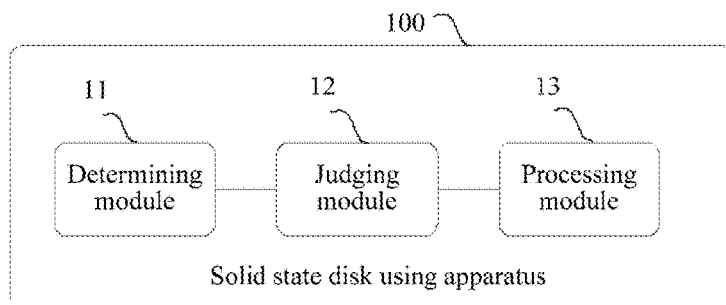 100
11
12
13
Determining
module
Judging
module
Processing
module
Solid state disk using apparatus